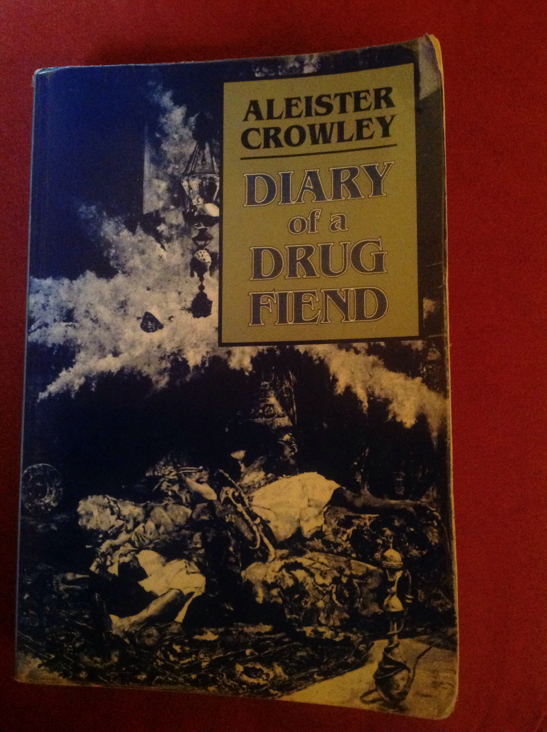 ALEISTER
CROWLEY
DIARY
of a
DRUG
FIEND